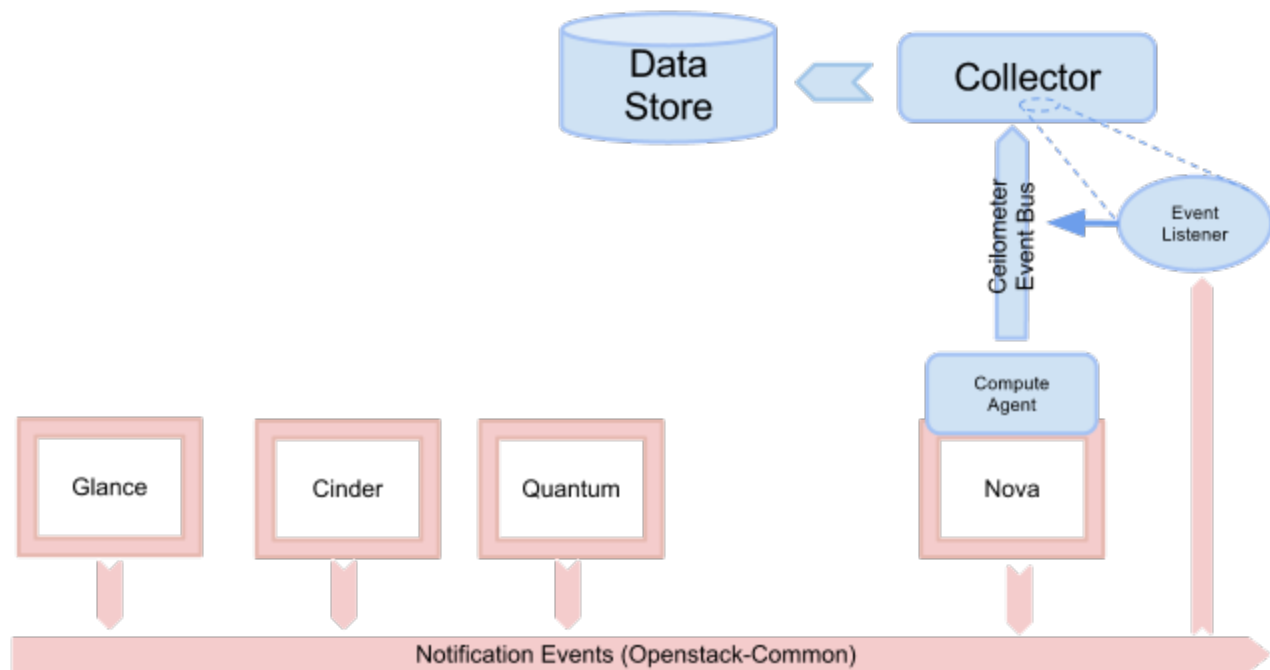 Data
Store
Collector
Ceilometer
Event Bus
Event
Listener
Compute
Agent
Glance
Cinder
Quantum
Nova
Notification Events (Openstack-Common)